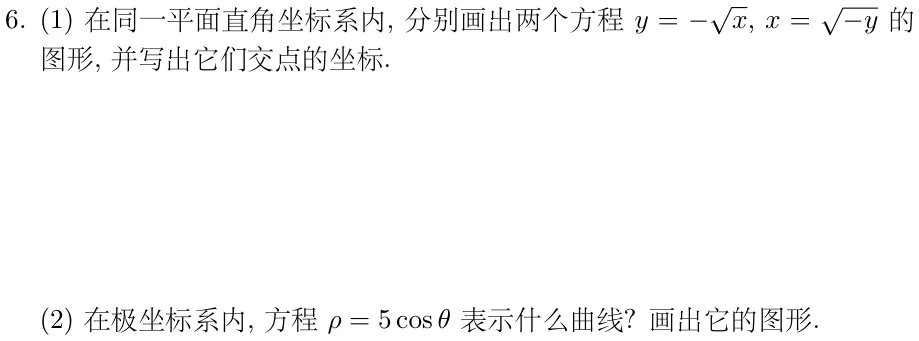 6. (1) 在同一平面直角坐标系内, 分别画出两个方程 y = −√x, x = √−y 的
图形, 并写出它们交点的坐标.
(2) 在极坐标系内, 方程 ρ = 5 cos θ 表示什么曲线? 画出它的图形.